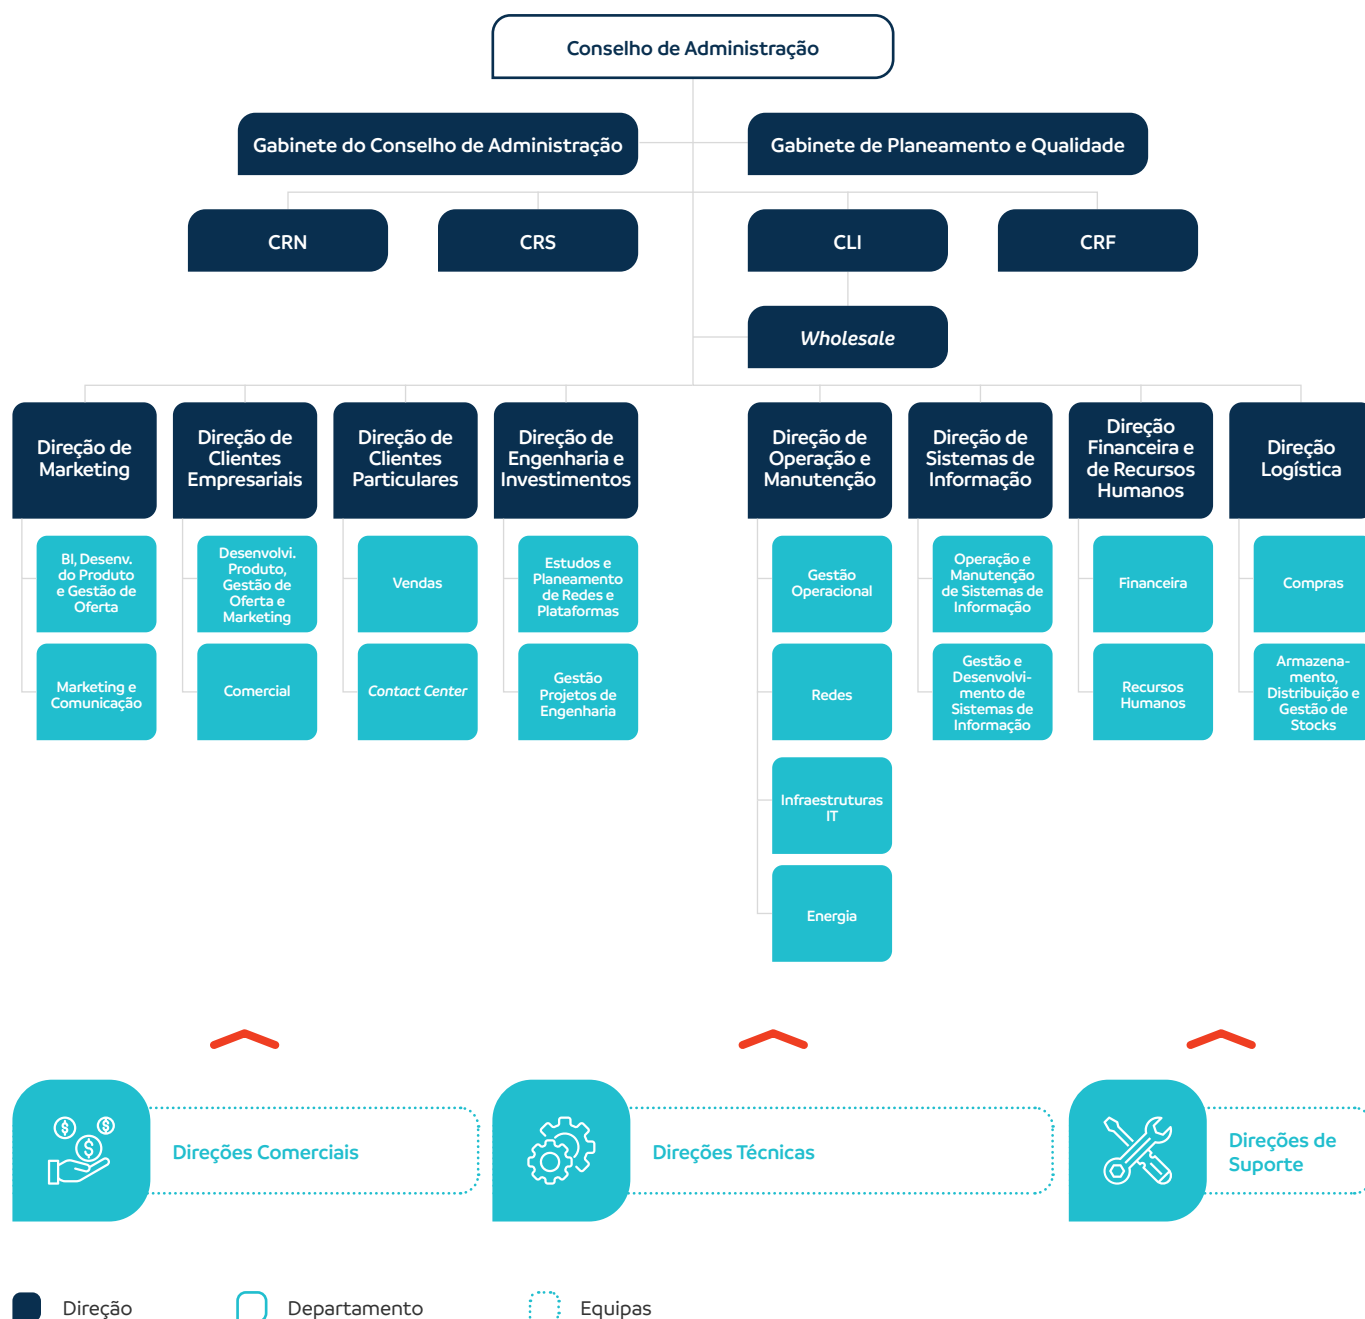 Conselho de Administração
Gabinete do Conselho de Administração
Gabinete de Planeamento e Qualidade
CRN
CRS
CLI
CRF
Wholesale
Direção de
Marketing
Direção de
Clientes
Empresariais
Direção de
Clientes
Particulares
Direção de
Engenharia e
Investimentos
Direção de
Operação e
Manutenção
Direção de
Sistemas de
Informação
Direção
Financeira e
de Recursos
Humanos
Direção
Logística
BI, Desenv.
do Produto
e Gestão de
Oferta
Desenvolvi.
Produto,
Gestão de
Oferta e
Marketing
Vendas
Estudos e
Planeamento
de Redes e
Plataformas
Gestão
Operacional
Operação e
Manutenção
de Sistemas de
Informação
Financeira
Compras
Marketing e
Comunicação
Comercial
Contact Center
Gestão
Projetos de
Engenharia
Redes
Gestão e
Desenvolvi-
mento de
Sistemas de
Informação
Recursos
Humanos
Armazena-
mento,
Distribuição e
Gestão de
Stocks
Infraestruturas
IT
Energia
Direções Comerciais
Direções Técnicas
Direções de
Suporte
Direção
Departamento
Equipas